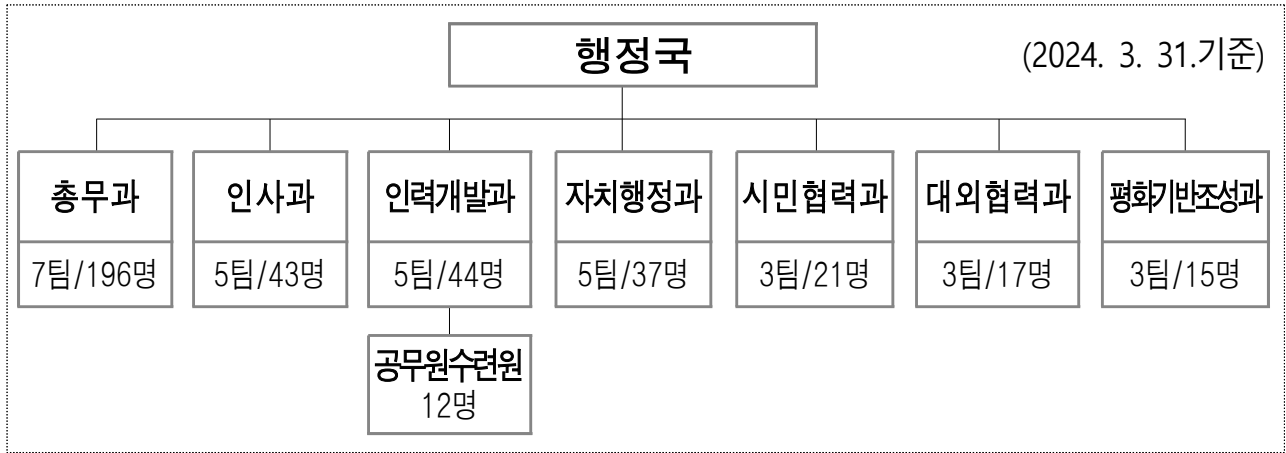 행정국
(2024. 3. 31.기준)
총무과 인사과 인력개발과 자치행정과 시민협력과 대외협력과 평화기반조성과
7팀/196명 5팀/43명 5팀/44명 5팀/37명 3팀/21명 3팀/17명 3팀/15명
공무원수련원
12명